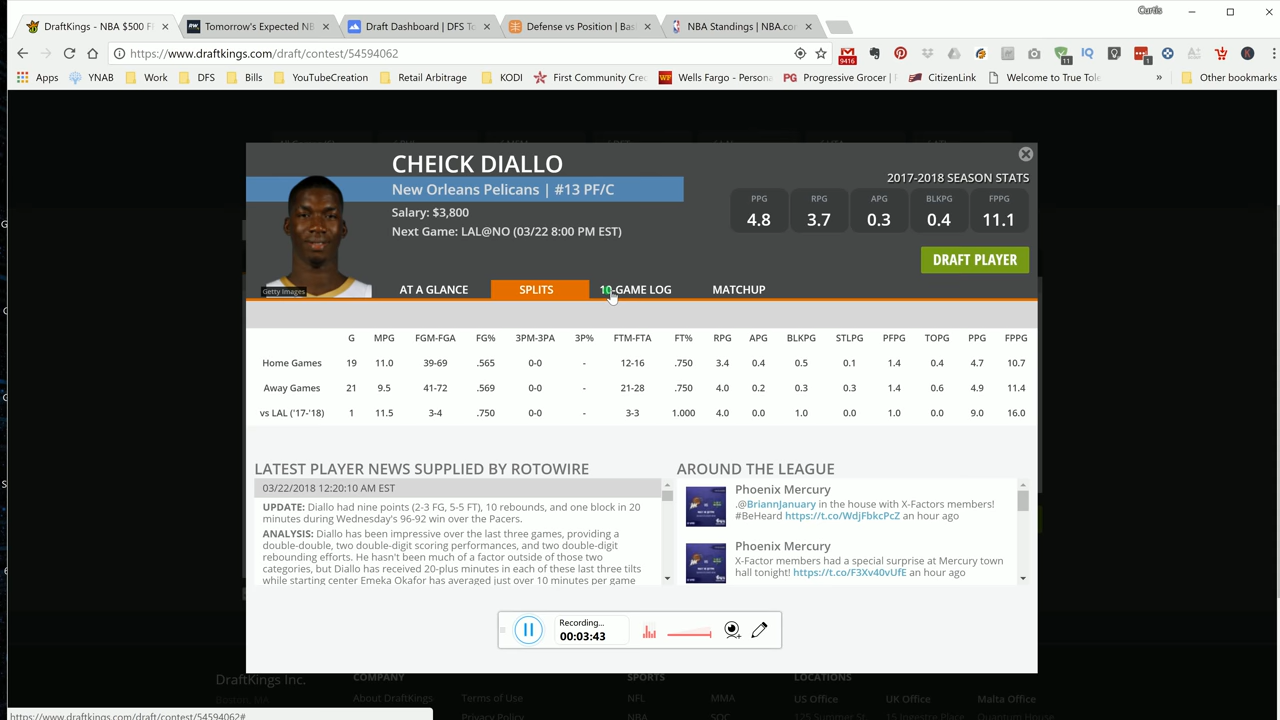 Curtis
DraftKings - NBA $500 F
Tomorrow's Expected NB
Draft Dashboard | DFS To
Defense vs Position | Bas
NBA Standings | NBA.co
https://www.draftkings.com/draft/contest/54594062
9416
11
1
K
Apps
YNAB
Work
DFS
Bills
YouTubeCreation
Retail Arbitrage
KODI
First Community Cre
Wells Fargo - Persona
Progressive Grocer |
CitizenLink
Welcome to True Tole
»
Other bookmarks
CHEICK DIALLO
New Orleans Pelicans | #13 PF/C
Salary: $3,800
Next Game: LAL@NO (03/22 8:00 PM EST)
Getty Images
2017-2018 SEASON STATS
PPG RPG APG BLKPG FPPG
4.8 3.7 0.3 0.4 11.1
DRAFT PLAYER
AT A GLANCE SPLITS 10-GAME LOG MATCHUP
G MPG FGM-FGA FG% 3PM-3PA 3P% FTM-FTA FT% RPG APG BLKPG STLPG PFPG TOPG PPG FPPG
Home Games 19 11.0 39-69 .565 0-0 - 12-16 .750 3.4 0.4 0.5 0.1 1.4 0.4 4.7 10.7
Away Games 21 9.5 41-72 .569 0-0 - 21-28 .750 4.0 0.2 0.3 0.3 1.4 0.6 4.9 11.4
vs LAL ('17-'18) 1 11.5 3-4 .750 0-0 - 3-3 1.000 4.0 0.0 1.0 0.0 1.0 0.0 9.0 16.0
LATEST PLAYER NEWS SUPPLIED BY ROTOWIRE
03/22/2018 12:20:10 AM EST
UPDATE: Diallo had nine points (2-3 FG, 5-5 FT), 10 rebounds, and one block in 20
minutes during Wednesday's 96-92 win over the Pacers.
ANALYSIS: Diallo has been impressive over the last three games, providing a
double-double, two double-digit scoring performances, and two double-digit
rebounding efforts. He hasn't been much of a factor outside of those two
categories, but Diallo has received 20-plus minutes in each of these last three tilts
while starting center Emeka Okafor has averaged just over 10 minutes per game
AROUND THE LEAGUE
Phoenix Mercury
.@BriannJanuary in the house with X-Factors members!
#BeHeard https://t.co/WdjFbkcPcZ an hour ago
Phoenix Mercury
X-Factor members had a special surprise at Mercury town
hall tonight! https://t.co/F3Xv40vUfE an hour ago
Recording...
00:03:43
DraftKings Inc.
Boston, MA
COMPANY
About DraftKings
Terms of Use
Privacy Policy
SPORTS
NFL
MMA
NBA
SOC
LOCATIONS
US Office
UK Office
Malta Office
125 Summer St
https://www.draftkings.com/draft/contest/54594062#